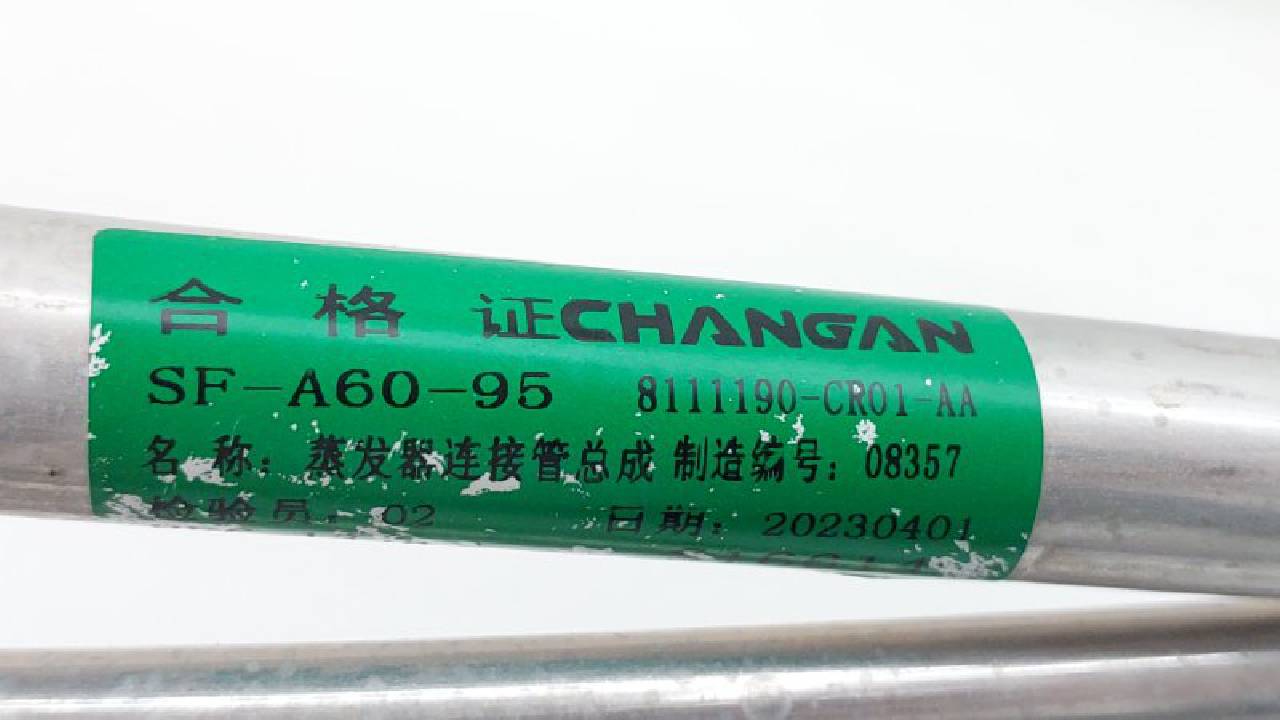 合格证CHANGAN
SF-A60-95 8111190-CR01-AA
名称：蒸发器连接管总成 制造编号：08357
检验员：02 日期：20230401